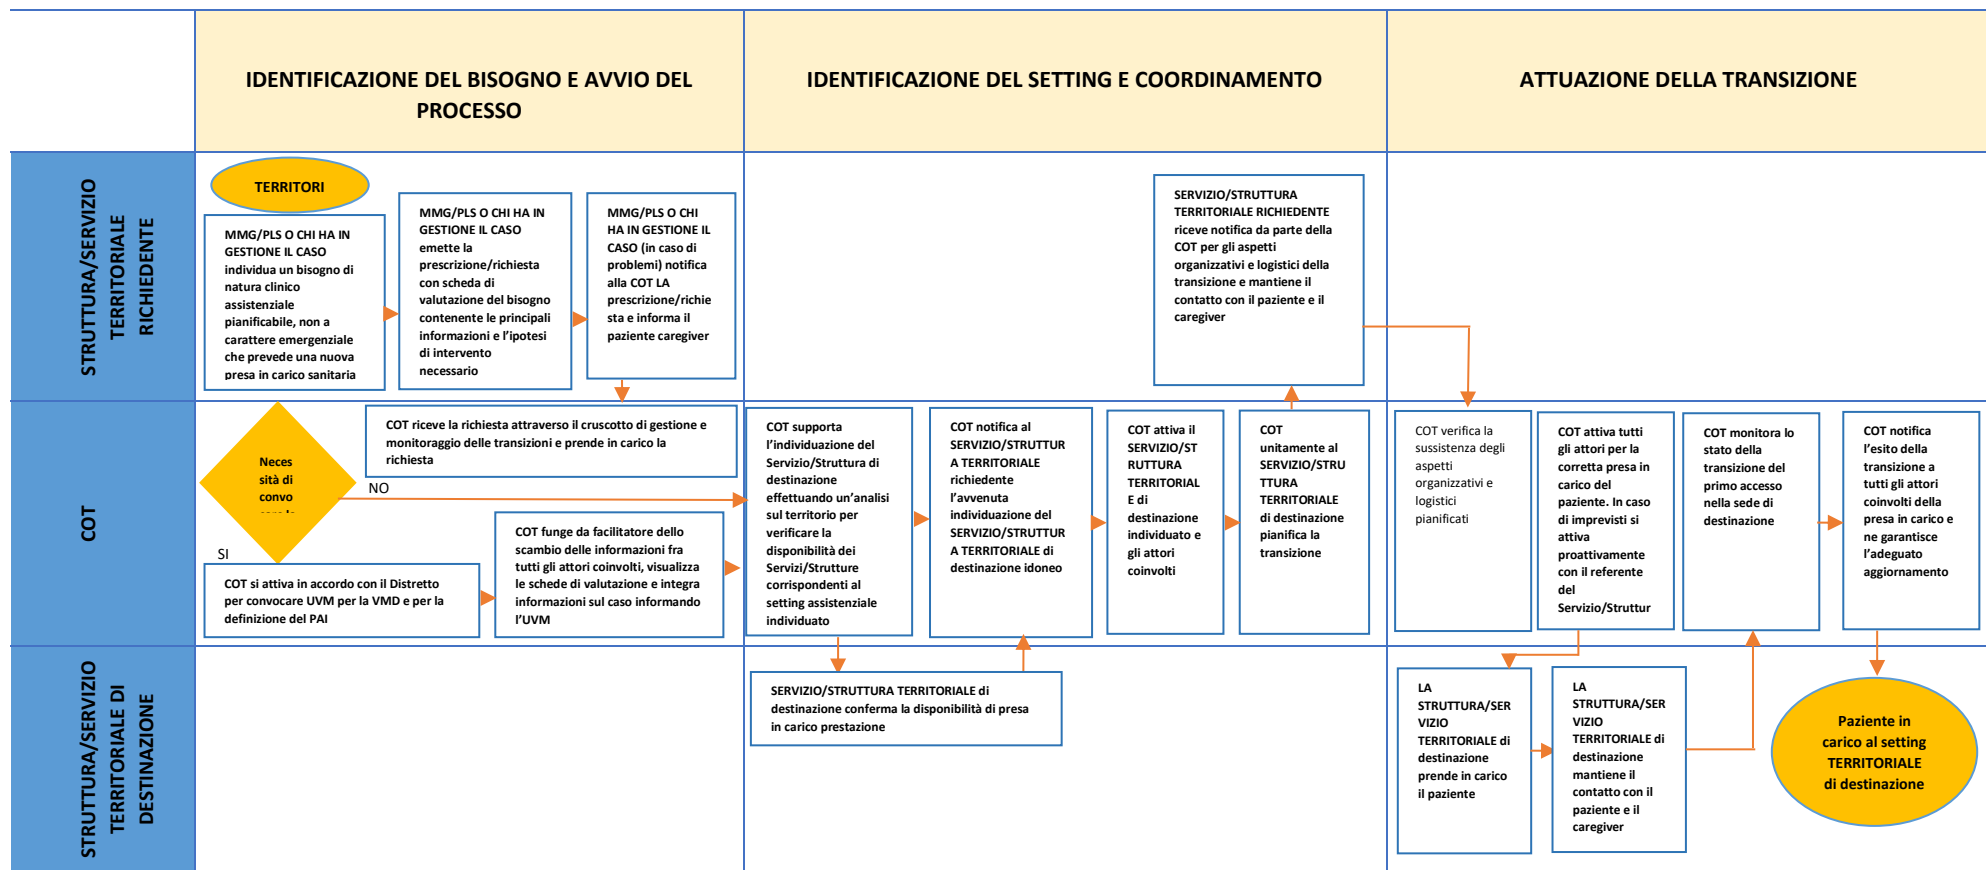 IDENTIFICAZIONE DEL BISOGNO E AVVIO DEL
PROCESSO
IDENTIFICAZIONE DEL SETTING E COORDINAMENTO
ATTUAZIONE DELLA TRANSIZIONE
STRUTTURA/SERVIZIO
TERRITORIALE
RICHIEDENTE
TERRITORI
MMG/PLS O CHI HA IN
GESTIONE IL CASO
individua un bisogno di
natura clinico
assistenziale
pianificabile, non a
carattere emergenziale
che prevede una nuova
presa in carico sanitaria
MMG/PLS O CHI HA IN
GESTIONE IL CASO
emette la
prescrizione/richiesta
con scheda di
valutazione del bisogno
contenente le principali
informazioni e l'ipotesi
di intervento
necessario
MMG/PLS O CHI
HA IN GESTIONE IL
CASO (in caso di
problemi) notifica
alla COT LA
prescrizione/richie
sta e informa il
paziente caregiver
SERVIZIO/STRUTTURA
TERRITORIALE RICHIEDENTE
riceve notifica da parte della
COT per gli aspetti
organizzativi e logistici della
transizione e mantiene il
contatto con il paziente e il
caregiver
COT
COT riceve la richiesta attraverso il cruscotto di gestione e
monitoraggio delle transizioni e prende in carico la
richiesta
Neces
sità di
convo
NO
SI
COT si attiva in accordo con il Distretto
per convocare UVM per la VMD e per la
definizione del PAI
COT funge da facilitatore dello
scambio delle informazioni fra
tutti gli attori coinvolti, visualizza
le schede di valutazione e integra
informazioni sul caso informando
l'UVM
COT supporta
l'individuazione del
Servizio/Struttura di
destinazione
effettuando un'analisi
sul territorio per
verificare la
disponibilità dei
Servizi/Strutture
corrispondenti al
setting assistenziale
individuato
COT notifica al
SERVIZIO/STRUTTUR
A TERRITORIALE
richiedente
l'avvenuta
individuazione del
SERVIZIO/STRUTTUR
A TERRITORIALE di
destinazione idoneo
COT attiva il
SERVIZIO/ST
RUTTURA
TERRITORIAL
E di
destinazione
individuato e
gli attori
coinvolti
COT
unitamente al
SERVIZIO/STRU
TTURA
TERRITORIALE
di destinazione
pianifica la
transizione
COT verifica la
sussistenza degli
aspetti
organizzativi e
logistici
pianificati
COT attiva tutti
gli attori per la
corretta presa in
carico del
paziente. In caso
di imprevisti si
attiva
proattivamente
con il referente
del
Servizio/Struttur
COT monitora lo
stato della
transizione del
primo accesso
nella sede di
destinazione
COT notifica
l'esito della
transizione a
tutti gli attori
coinvolti della
presa in carico e
ne garantisce
l'adeguato
aggiornamento
STRUTTURA/SERVIZIO
TERRITORIALE DI
DESTINAZIONE
SERVIZIO/STRUTTURA TERRITORIALE di
destinazione conferma la disponibilità di presa
in carico prestazione
LA
STRUTTURA/SER
VIZIO
TERRITORIALE di
destinazione
prende in carico
il paziente
LA
STRUTTURA/SER
VIZIO
TERRITORIALE di
destinazione
mantiene il
contatto con il
paziente e il
caregiver
Paziente in
carico al setting
TERRITORIALE
di destinazione